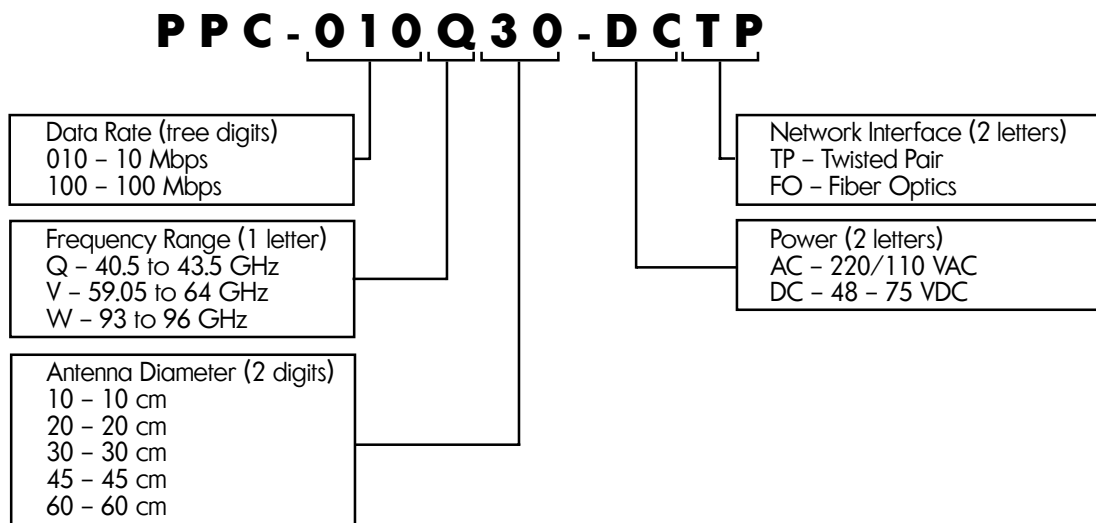 PPC-010Q30-DCTP
Data Rate (tree digits)
010 – 10 Mbps
100 – 100 Mbps
Frequency Range (1 letter)
Q – 40.5 to 43.5 GHz
V – 59.05 to 64 GHz
W – 93 to 96 GHz
Antenna Diameter (2 digits)
10 – 10 cm
20 – 20 cm
30 – 30 cm
45 – 45 cm
60 – 60 cm
Network Interface (2 letters)
TP – Twisted Pair
FO – Fiber Optics
Power (2 letters)
AC – 220/110 VAC
DC – 48 – 75 VDC